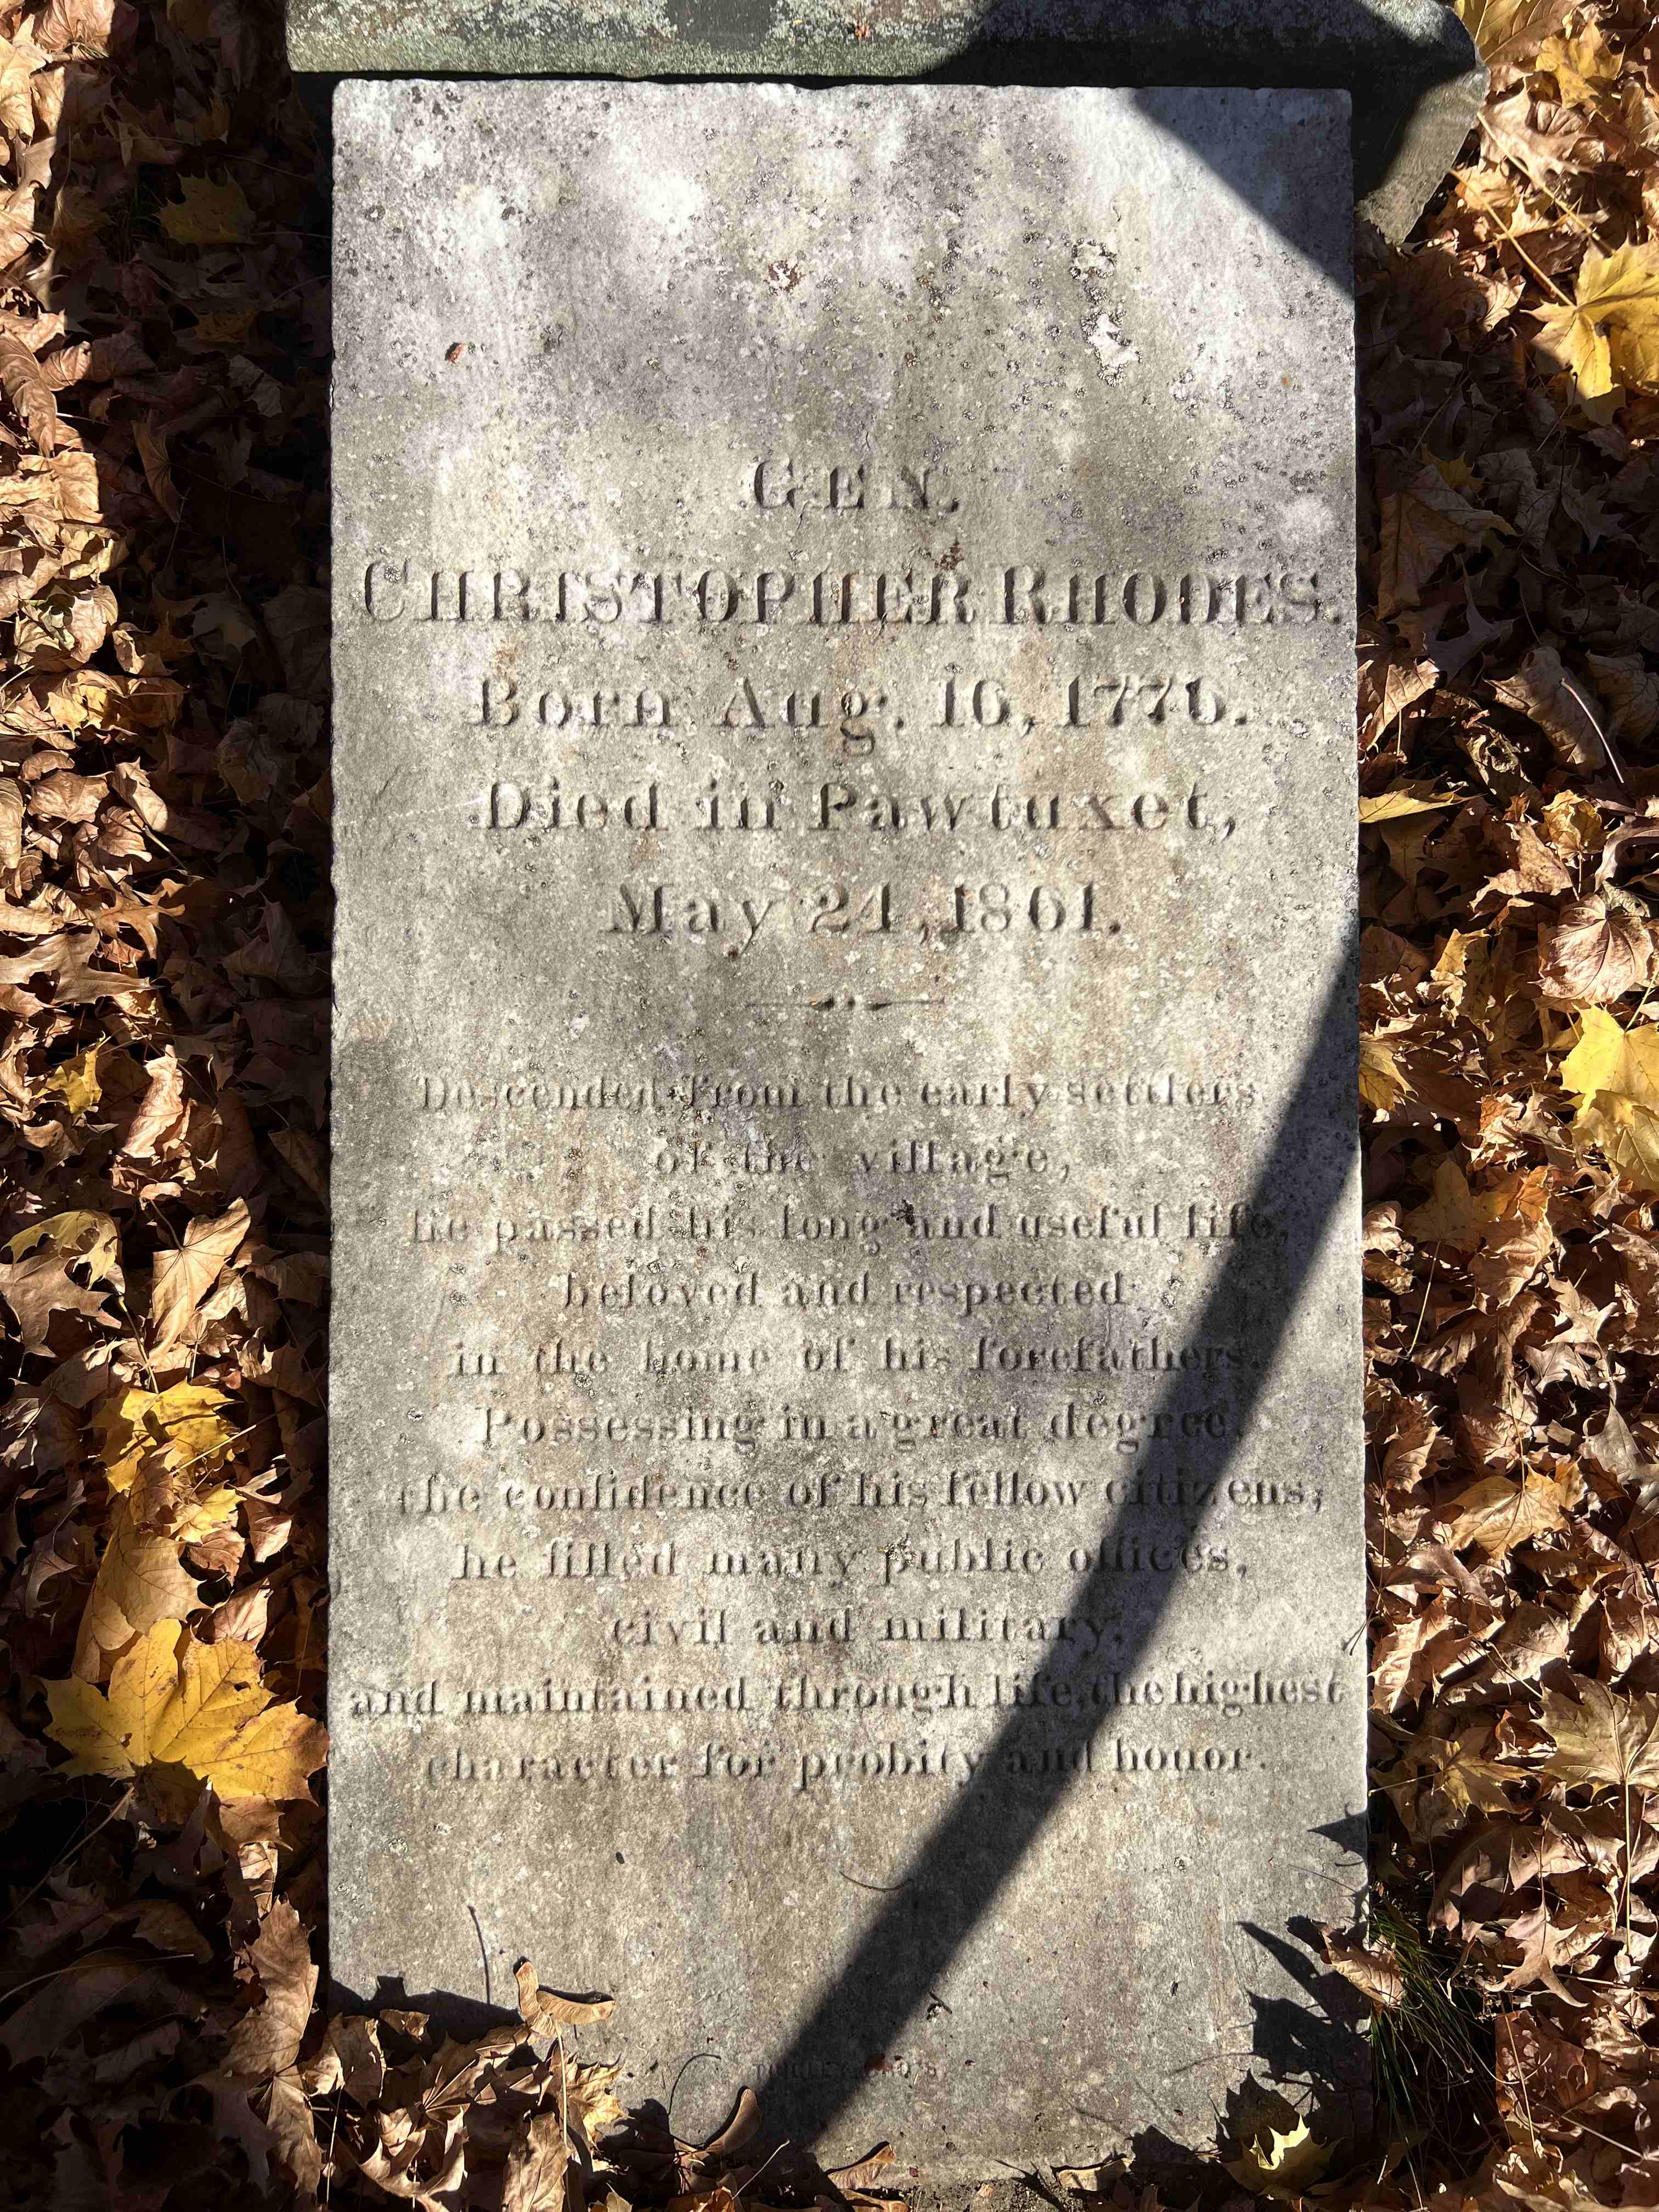 GEN.
CHRISTOPHER RHODES.
Born Aug. 16, 1776.
Died in Pawtuxet,
May 24, 1861.
Descended from the early settlers
of the village,
he passed his long and useful life,
beloved and respected
in the home of his forefathers.
Possessing in a great degree,
the confidence of his fellow citizens;
he filled many public offices,
civil and military;
and maintained through life, the highest
character for probity and honor.